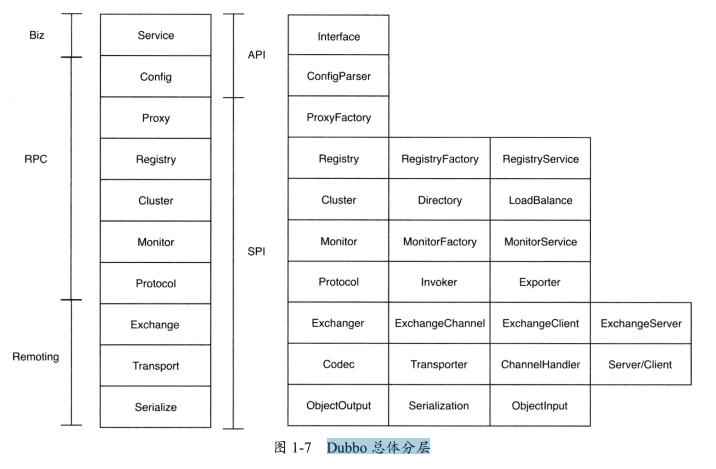 Biz
Service
API
Interface
Config
ConfigParser
Proxy
ProxyFactory
RPC
Registry
Registry
RegistryFactory
RegistryService
Cluster
Cluster
Directory
LoadBalance
Monitor
SPI
Monitor
MonitorFactory
MonitorService
Protocol
Protocol
Invoker
Exporter
Exchange
Exchanger
ExchangeChannel
ExchangeClient
ExchangeServer
Remoting
Transport
Codec
Transporter
ChannelHandler
Server/Client
Serialize
ObjectOutput
Serialization
ObjectInput
图 1-7 Dubbo 总体分层